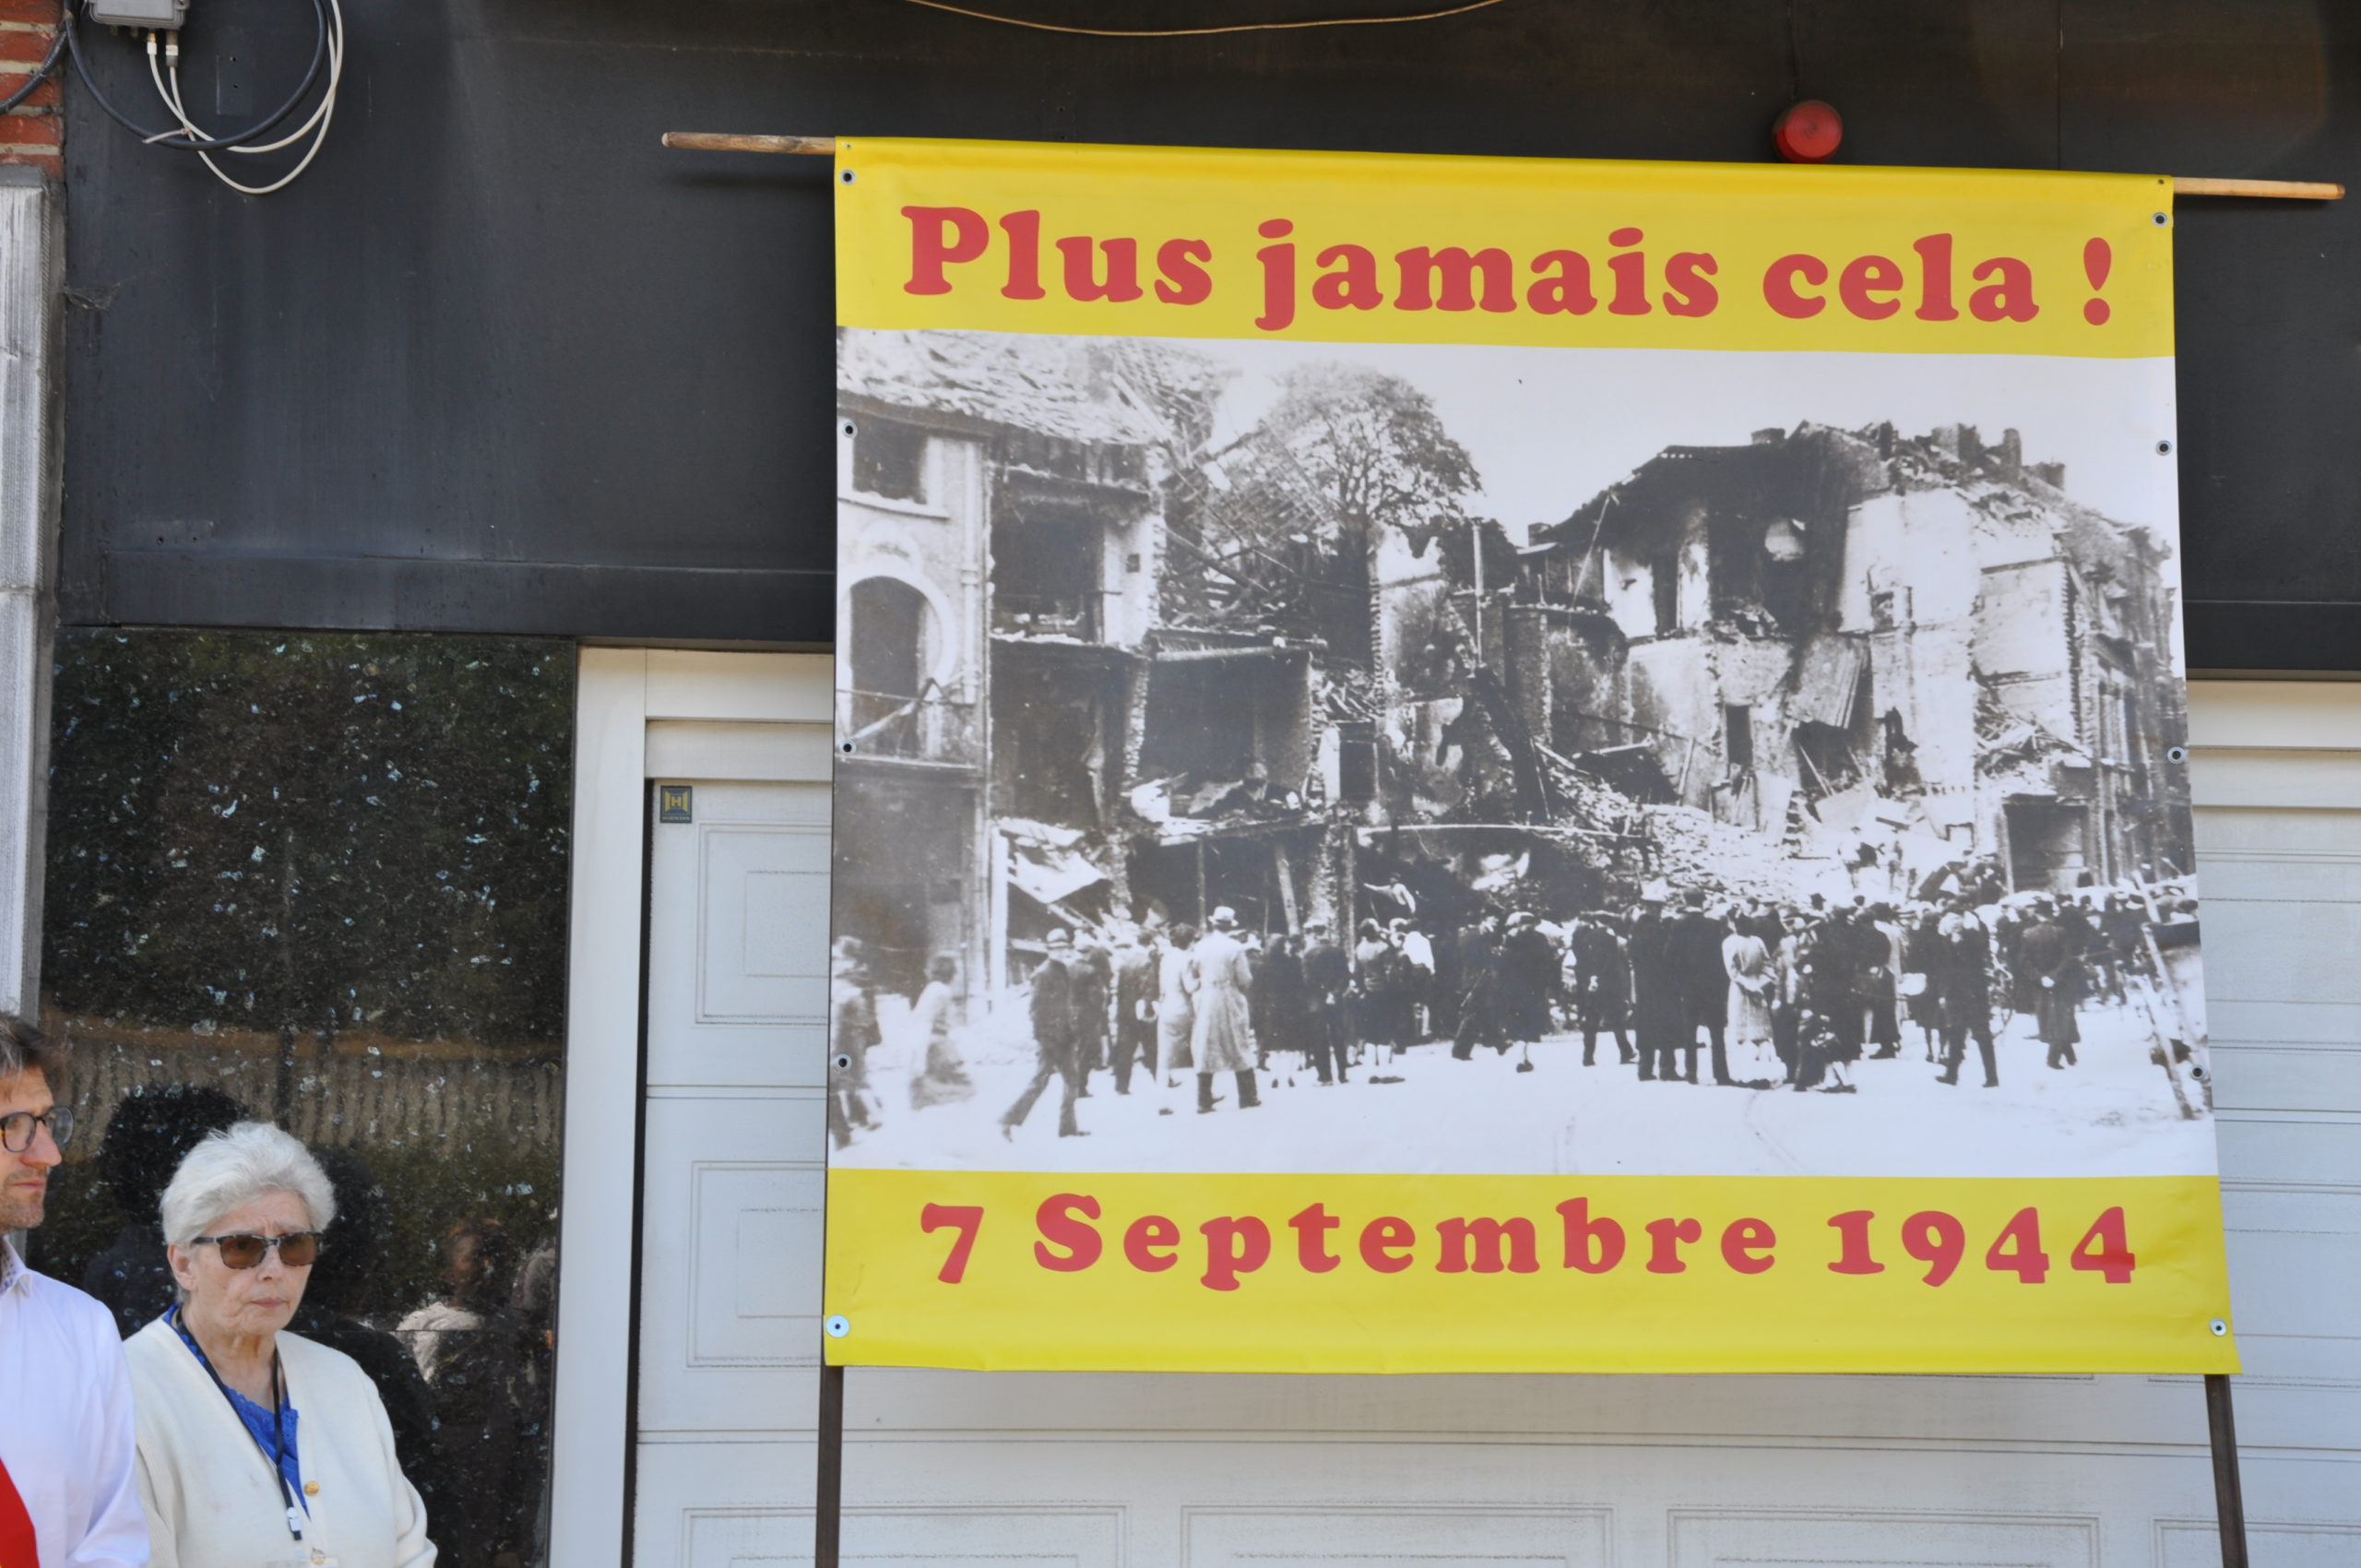 Plus jamais cela !
7 Septembre 1944